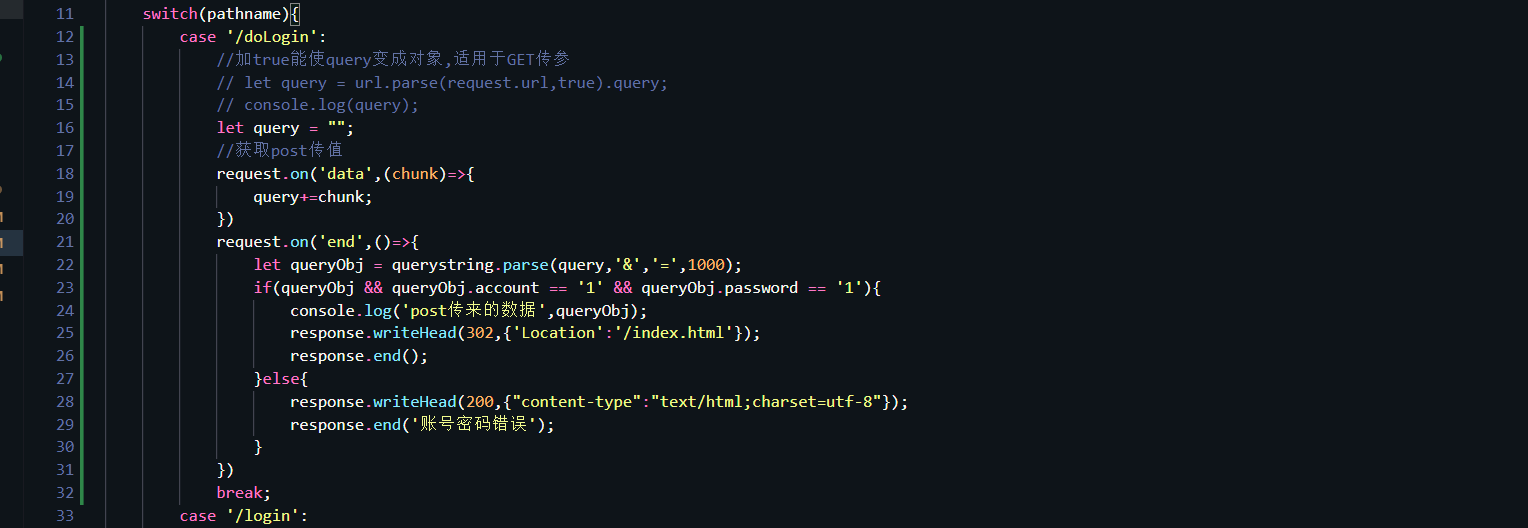 11 switch(pathname){
12 case '/doLogin':
13 //加true能使query变成对象,适用于GET传参
14 // let query = url.parse(request.url,true).query;
15 // console.log(query);
16 let query = "";
17 //获取post传值
18 request.on('data',(chunk)=>{
19 query+=chunk;
20 })
21 request.on('end',()=>{
22 let queryObj = querystring.parse(query,'&','=',1000);
23 if(queryObj && queryObj.account == '1' && queryObj.password == '1'){
24 console.log('post传来的数据',queryObj);
25 response.writeHead(302,{'Location':'/index.html'});
26 response.end();
27 }else{
28 response.writeHead(200,{"content-type":"text/html;charset=utf-8"});
29 response.end('账号密码错误');
30 }
31 })
32 break;
33 case '/login':